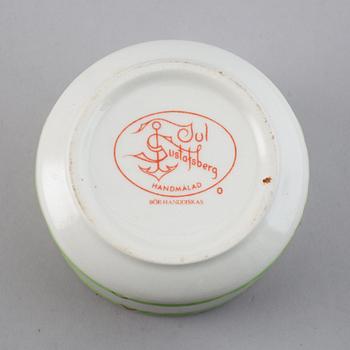 Jul
Gustafsberg
HANDMÅLAD
BÖR HANDDISKAS